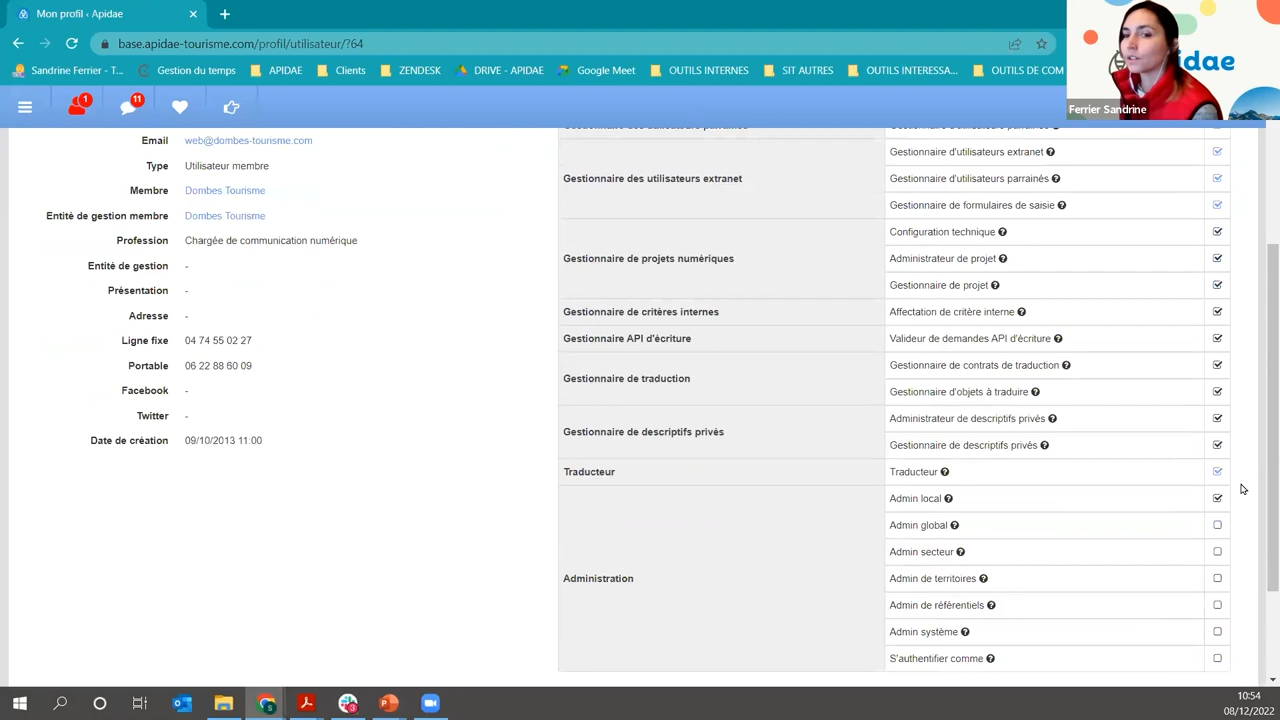 Mon profil ‹ Apidae
base.apidae-tourisme.com/profil/utilisateur/?64
Sandrine Ferrier - T...
Gestion du temps
APIDAE
Clients
ZENDESK
DRIVE - APIDAE
Google Meet
OUTILS INTERNES
SIT AUTRES
OUTILS INTERESSA...
OUTILS DE COM
dae
Ferrier Sandrine
1
11
Email web@dombes-tourisme.com
Type Utilisateur membre
Membre Dombes Tourisme
Entité de gestion membre Dombes Tourisme
Profession Chargée de communication numérique
Entité de gestion -
Présentation -
Adresse -
Ligne fixe 04 74 55 02 27
Portable 06 22 88 60 09
Facebook -
Twitter -
Date de création 09/10/2013 11:00
Gestionnaire des utilisateurs parrainés
Gestionnaire d'utilisateurs parrainés
Gestionnaire des utilisateurs extranet
Gestionnaire d'utilisateurs extranet
Gestionnaire d'utilisateurs parrainés
Gestionnaire de formulaires de saisie
Gestionnaire de projets numériques
Configuration technique
Administrateur de projet
Gestionnaire de projet
Gestionnaire de critères internes
Affectation de critère interne
Gestionnaire API d'écriture
Valideur de demandes API d'écriture
Gestionnaire de traduction
Gestionnaire de contrats de traduction
Gestionnaire d'objets à traduire
Gestionnaire de descriptifs privés
Administrateur de descriptifs privés
Gestionnaire de descriptifs privés
Traducteur
Traducteur
Administration
Admin local
Admin global
Admin secteur
Admin de territoires
Admin de référentiels
Admin système
S'authentifier comme
10:54
08/12/2022